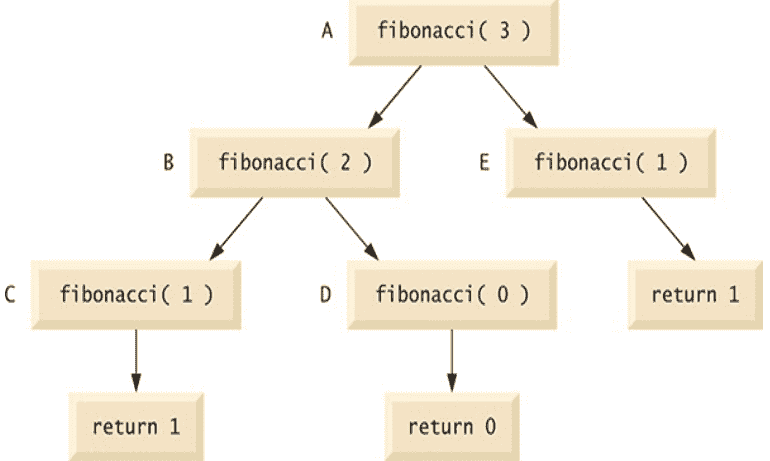 A fibonacci( 3 )
B fibonacci( 2 ) E fibonacci( 1 )
C fibonacci( 1 ) D fibonacci( 0 ) return 1
return 1 return 0